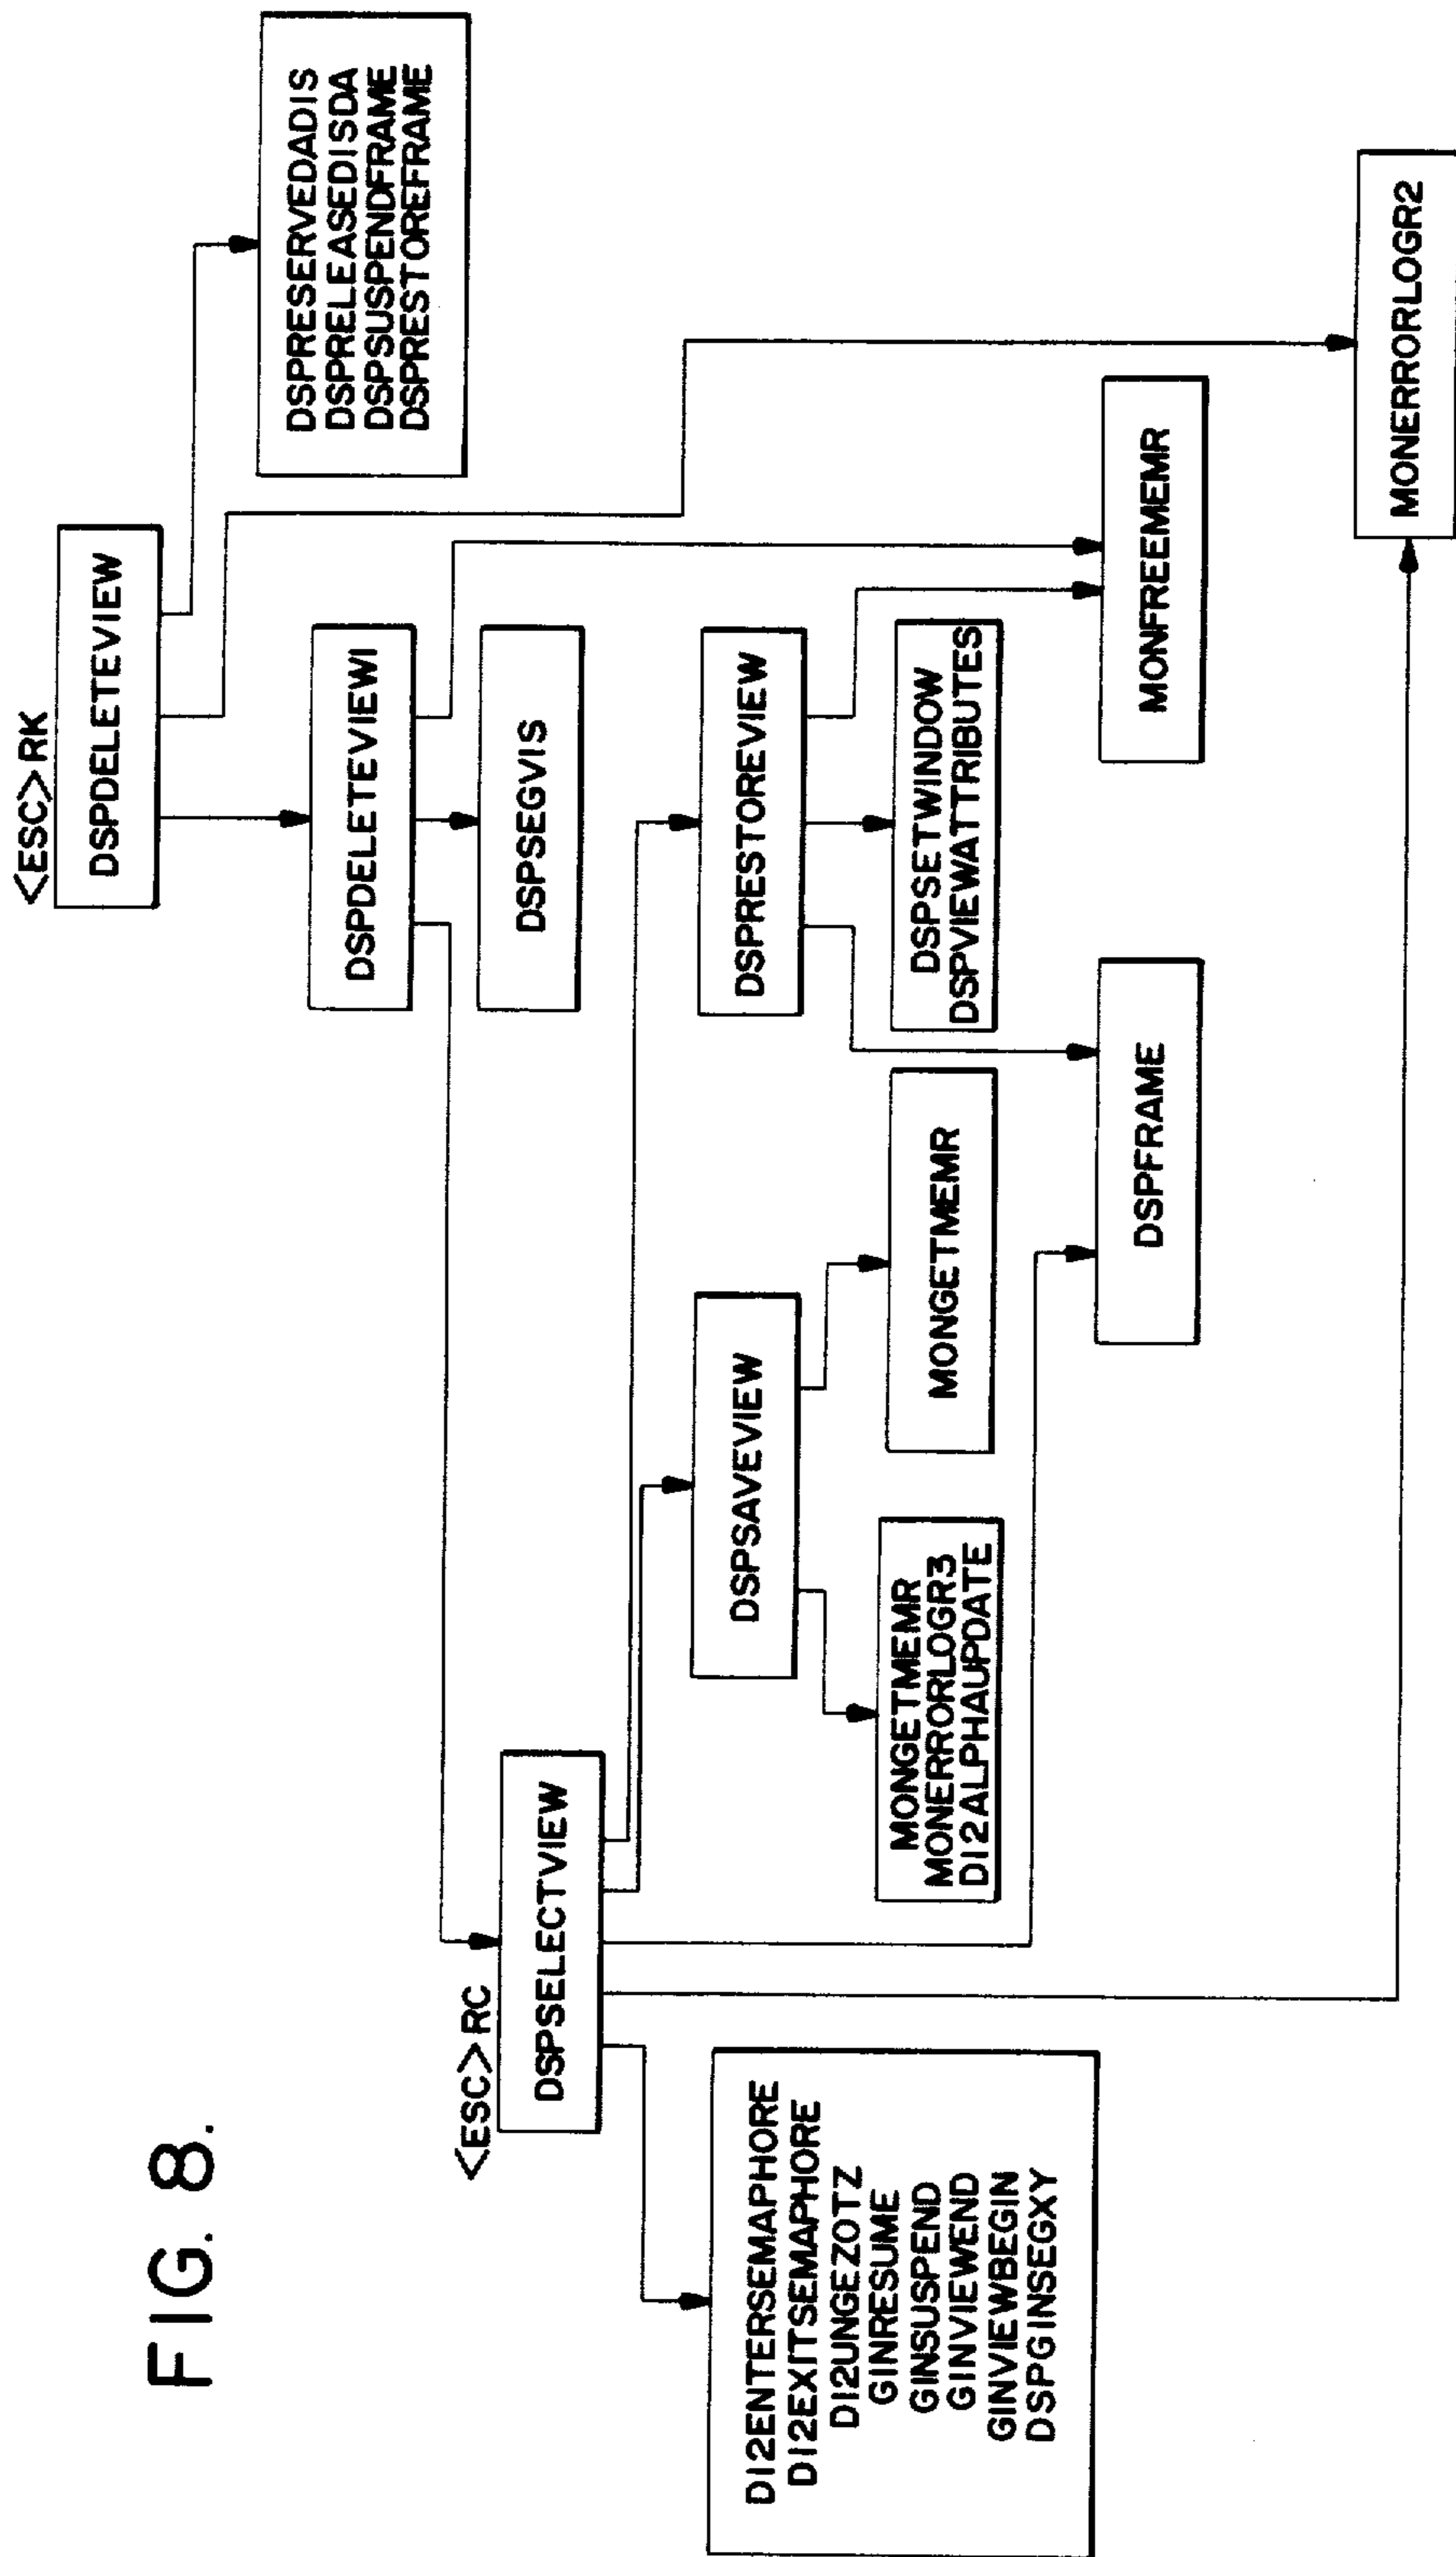 FIG. 8.
<ESC>RK
DSPDELETEVIEW
DSPRESERVEDADIS
DSPRELEASEDISDA
DSPSUSPENDFRAME
DSPRESTOREFRAME
DSPDELETEVIEWI
DSPSEGVIS
<ESC>RC
DSPSELECTVIEW
DI2ENTERSEMAPHORE
DI2EXITSEMAPHORE
DI2UNGEZOTZ
GINRESUME
GINSUSPEND
GINVIEWEND
GINVIEWBEGIN
DSPGINSEGXY
DSPSAVEVIEW
MONGETMEMR
MONERRORLOGR3
DI2ALPHAUPDATE
MONGETMEMR
DSPRESTOREVIEW
DSPSETWINDOW
DSPVIEWATTRIBUTES
DSPFRAME
MONFREEMEMR
MONERRORLOGR2